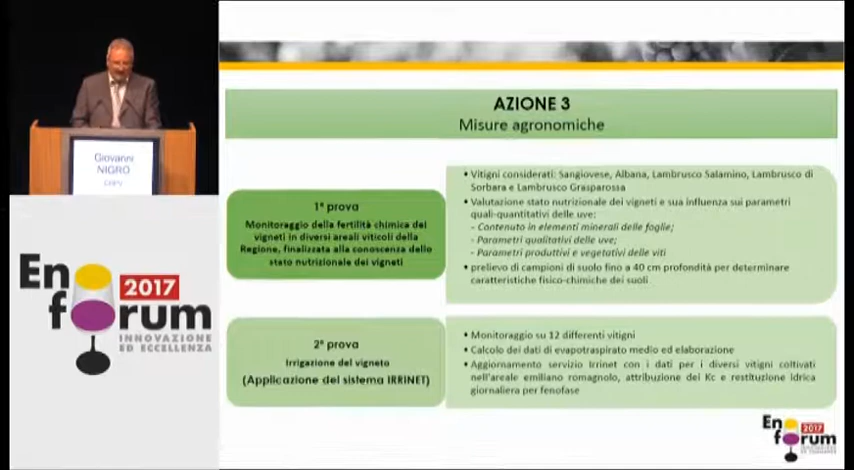 Giovanni
NIGRO
CRPV
En
2017
forum
INNOVAZIONE
ED ECCELLENZA
AZIONE 3
Misure agronomiche
1ª prova
Monitoraggio della fertilità chimica dei
vigneti in diversi areali viticoli della
Regione, finalizzata alla conoscenza dello
stato nutrizionale dei vigneti
• Vitigni considerati: Sangiovese, Albana, Lambrusco Salamino, Lambrusco di
Sorbara e Lambrusco Grasparossa
• Valutazione stato nutrizionale dei vigneti e sua influenza sui parametri
quali-quantitativi delle uve:
- Contenuto in elementi minerali delle foglie;
- Parametri qualitativi delle uve;
- Parametri produttivi e vegetativi delle viti
• prelievo di campioni di suolo fino a 40 cm profondità per determinare
caratteristiche fisico-chimiche dei suoli
2ª prova
Irrigazione del vigneto
(Applicazione del sistema IRRINET)
• Monitoraggio su 12 differenti vitigni
• Calcolo dei dati di evapotraspirato medio ed elaborazione
• Aggiornamento servizio Irrinet con i dati per i diversi vitigni coltivati
nell'areale emiliano romagnolo, attribuzione dei Kc e restituzione idrica
giornaliera per fenofase
En
2017
forum